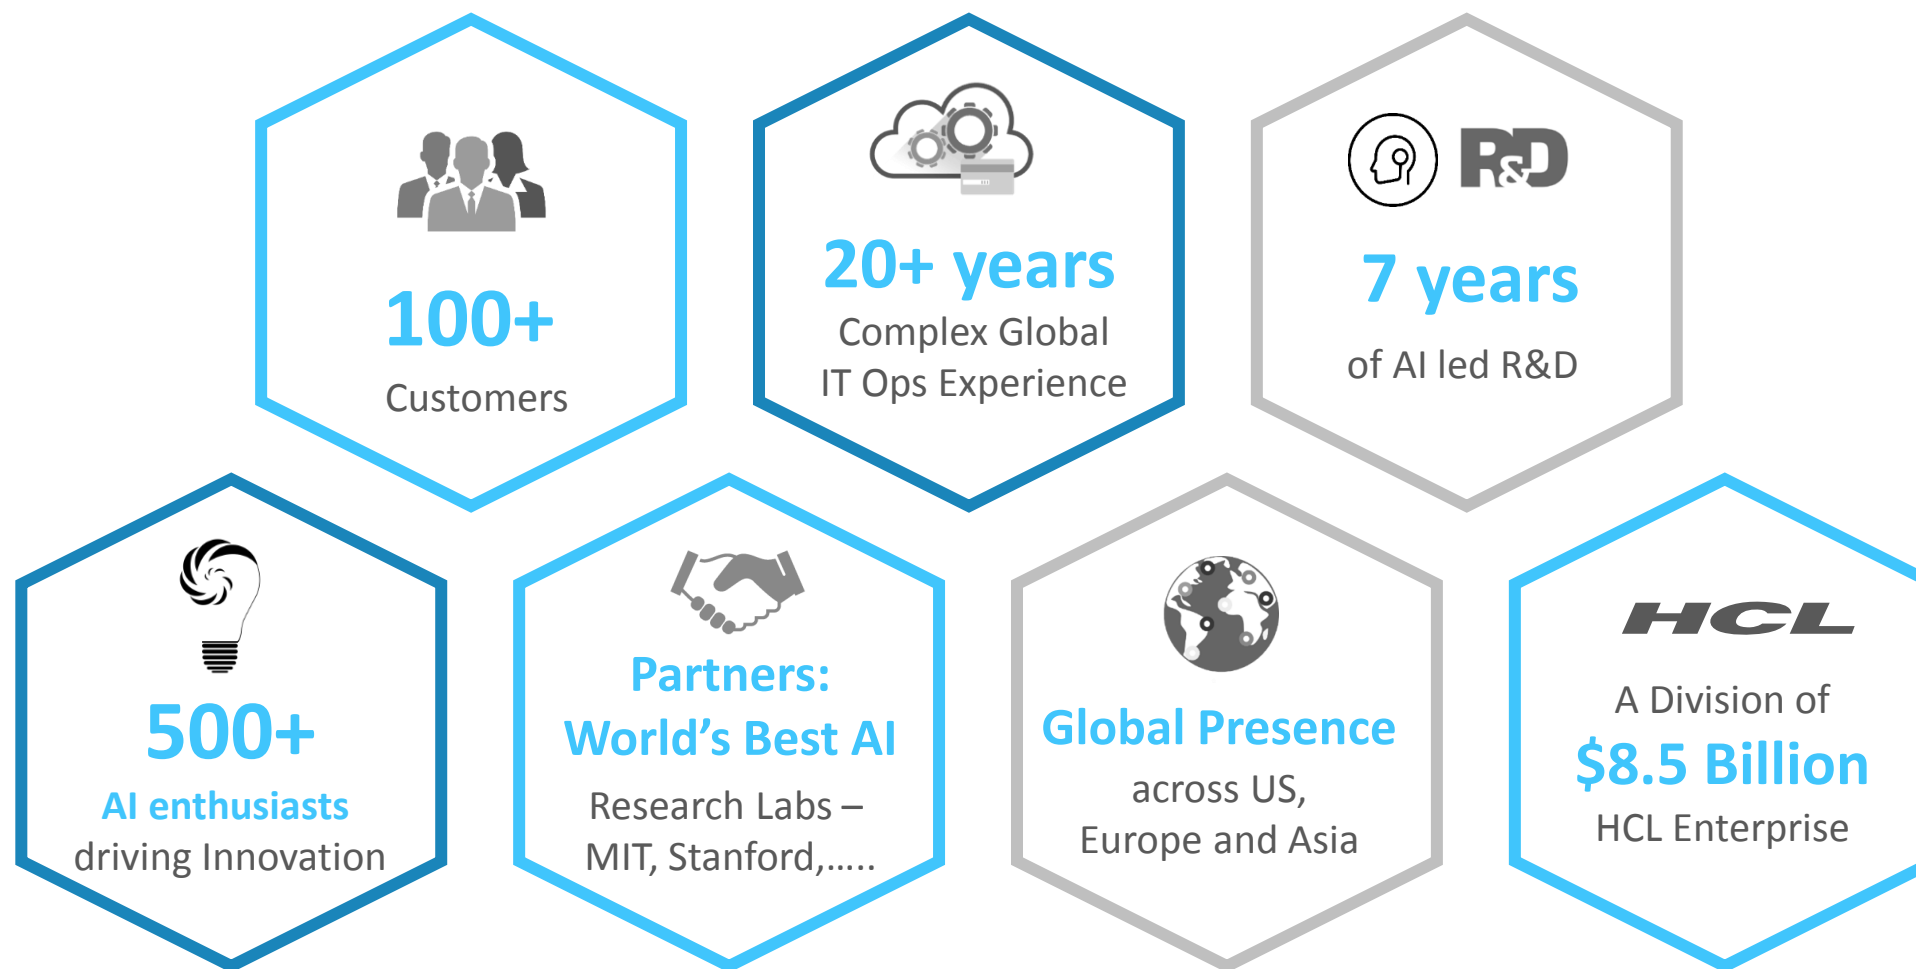 R&D
100+
Customers
20+ years
Complex Global
IT Ops Experience
7 years
of AI led R&D
500+
AI enthusiasts
driving Innovation
Partners:
World’s Best AI
Research Labs –
MIT, Stanford,.....
Global Presence
across US,
Europe and Asia
HCL
A Division of
$8.5 Billion
HCL Enterprise